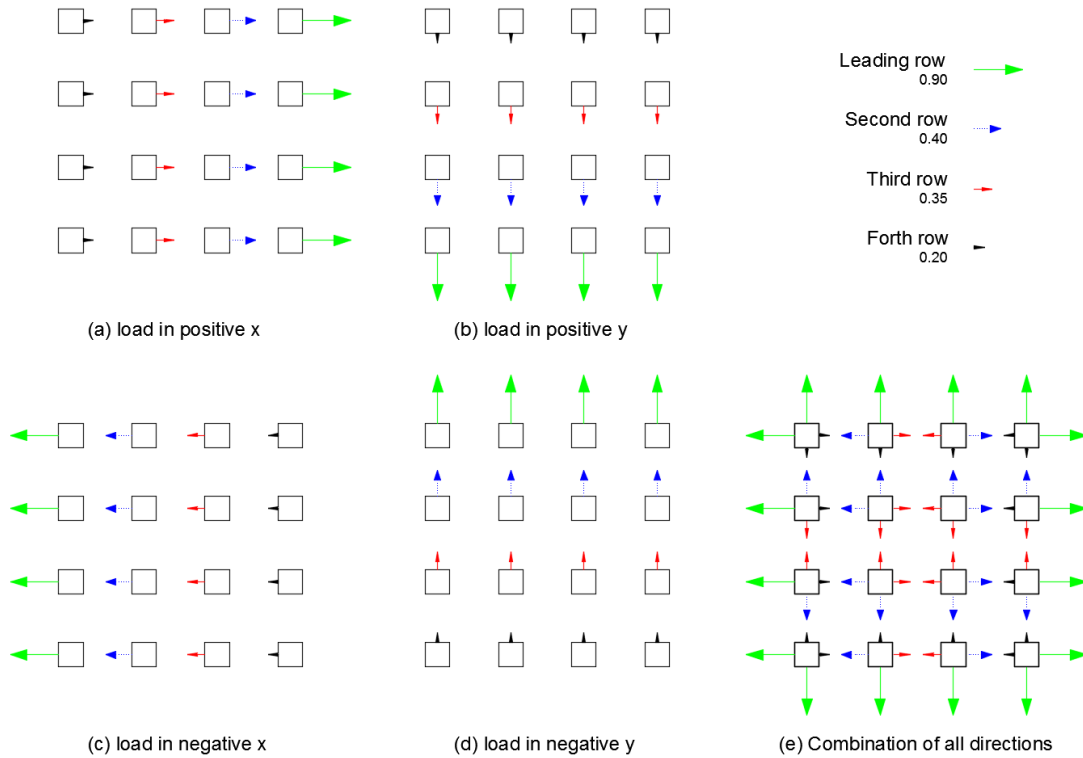 Leading row
0.90
Second row
0.40
Third row
0.35
Forth row
0.20
(a) load in positive x
(b) load in positive y
(c) load in negative x
(d) load in negative y
(e) Combination of all directions